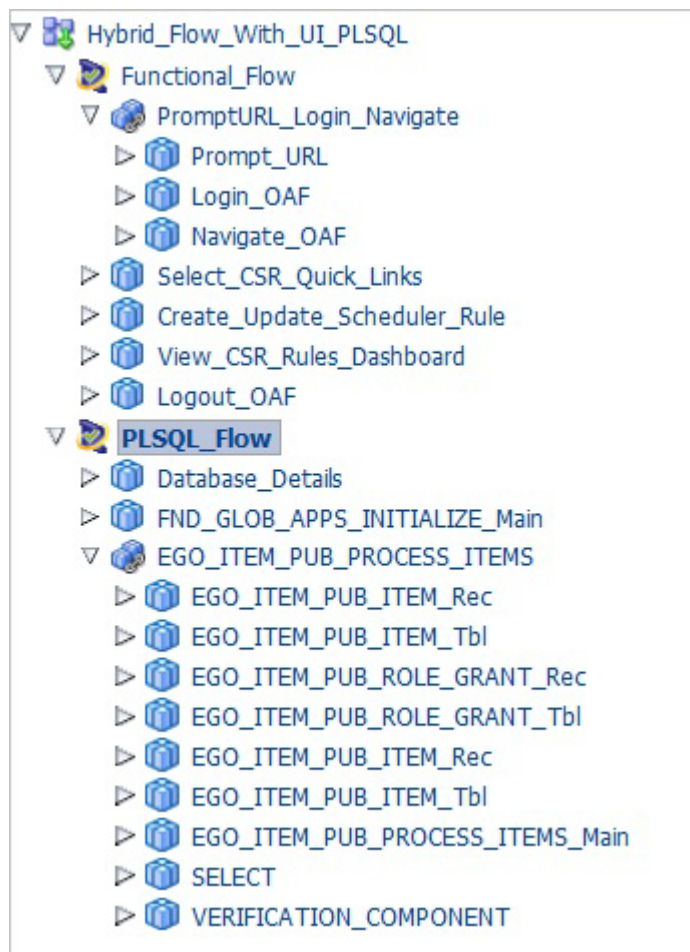 Hybrid_Flow_With_UI_PLSQL
Functional_Flow
PromptURL_Login_Navigate
Prompt_URL
Login_OAF
Navigate_OAF
Select_CSR_Quick_Links
Create_Update_Scheduler_Rule
View_CSR_Rules_Dashboard
Logout_OAF
PLSQL_Flow
Database_Details
FND_GLOB_APPS_INITIALIZE_Main
EGO_ITEM_PUB_PROCESS_ITEMS
EGO_ITEM_PUB_ITEM_Rec
EGO_ITEM_PUB_ITEM_Tbl
EGO_ITEM_PUB_ROLE_GRANT_Rec
EGO_ITEM_PUB_ROLE_GRANT_Tbl
EGO_ITEM_PUB_ITEM_Rec
EGO_ITEM_PUB_ITEM_Tbl
EGO_ITEM_PUB_PROCESS_ITEMS_Main
SELECT
VERIFICATION_COMPONENT